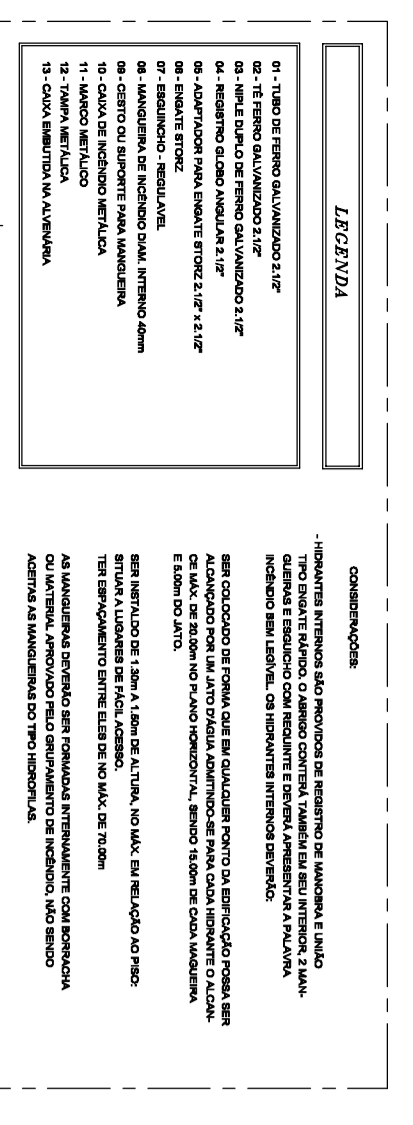 LEGENDA
01 - TUBO DE FERRO GALVANIZADO 2.1/2"
02 - TÊ FERRO GALVANIZADO 2.1/2"
03 - NIPLE DUPLO DE FERRO GALVANIZADO 2.1/2"
04 - REGISTRO GLOBO ANGULAR 2.1/2"
05 - ADAPTADOR PARA ENGATE STORZ 2.1/2" x 2.1/2"
06 - ENGATE STORZ
07 - ESGUINCHO - REGULAVEL
08 - MANGUEIRA DE INCÊNDIO DIAM. INTERNO 40mm
09 - CESTO OU SUPORTE PARA MANGUEIRA
10 - CAIXA DE INCÊNDIO METÁLICA
11 - MARCO METÁLICO
12 - TAMPA METÁLICA
13 - CAIXA EMBUTIDA NA ALVENÁRIA
CONSIDERAÇÕES:
- HIDRANTES INTERNOS SÃO PROVIDOS DE REGISTRO DE MANOBRA E UNIÃO
TIPO ENGATE RÁPIDO. O ABRIGO CONTERÁ TAMBÉM EM SEU INTERIOR, 2 MAN-
GUEIRAS E ESGUICHO COM REQUINTE E DEVERÁ APRESENTAR A PALAVRA
INCÊNDIO BEM LEGÍVEL. OS HIDRANTES INTERNOS DEVERÃO:
SER COLOCADO DE FORMA QUE EM QUALQUER PONTO DA EDIFICAÇÃO POSSA SER
ALCANÇADO POR UM JATO D'ÁGUA ADMITINDO-SE PARA CADA HIDRANTE O ALCAN-
CE MÁX. DE 20.00m NO PLANO HORIZONTAL, SENDO 15.00m DE CADA MAGUEIRA
E 5.00m DO JATO.
SER INSTALDO DE 1.30m A 1.50m DE ALTURA, NO MÁX. EM RELAÇÃO AO PISO:
SITUAR A LUGARES DE FÁCIL ACESSO.
TER ESPAÇAMENTO ENTRE ELES DE NO MÁX. DE 70.00m
AS MANGUEIRAS DEVERÃO SER FORMADAS INTERNAMENTE COM BORRACHA
OU MATERIAL APROVADO PELO GRUPAMENTO DE INCÊNDIO, NÃO SENDO
ACEITAS AS MANGUEIRAS DO TIPO HIDROFILAS.